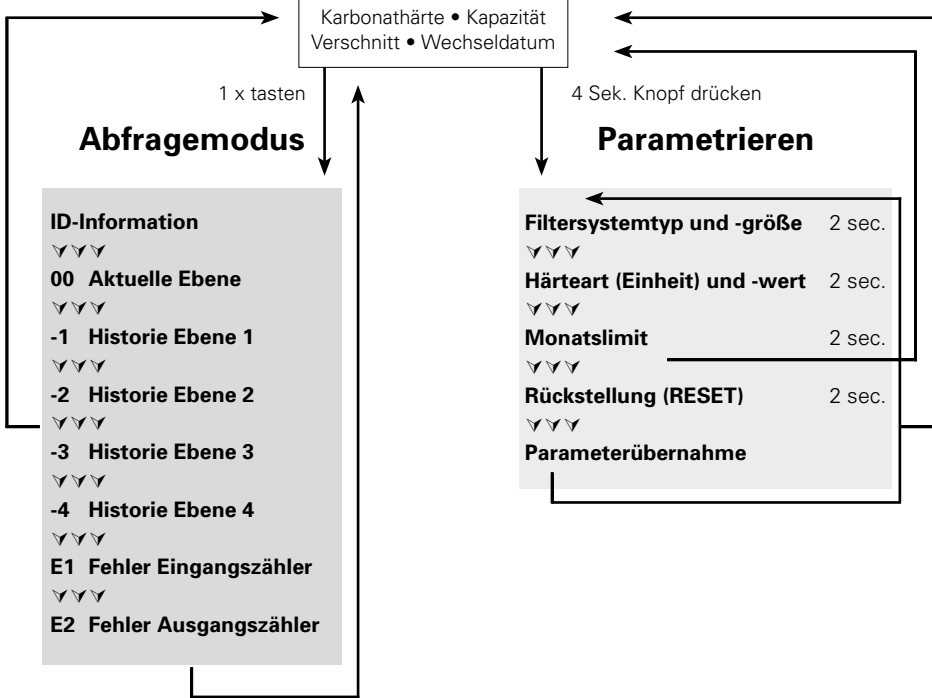 Karbonathärte • Kapazität
Verschnitt • Wechseldatum
1 x tasten
4 Sek. Knopf drücken
Abfragemodus
Parametrieren
ID-Information
00 Aktuelle Ebene
-1 Historie Ebene 1
-2 Historie Ebene 2
-3 Historie Ebene 3
-4 Historie Ebene 4
E1 Fehler Eingangszähler
E2 Fehler Ausgangszähler
Filtersystemtyp und -größe 2 sec.
Härteart (Einheit) und -wert 2 sec.
Monatslimit 2 sec.
Rückstellung (RESET) 2 sec.
Parameterübernahme